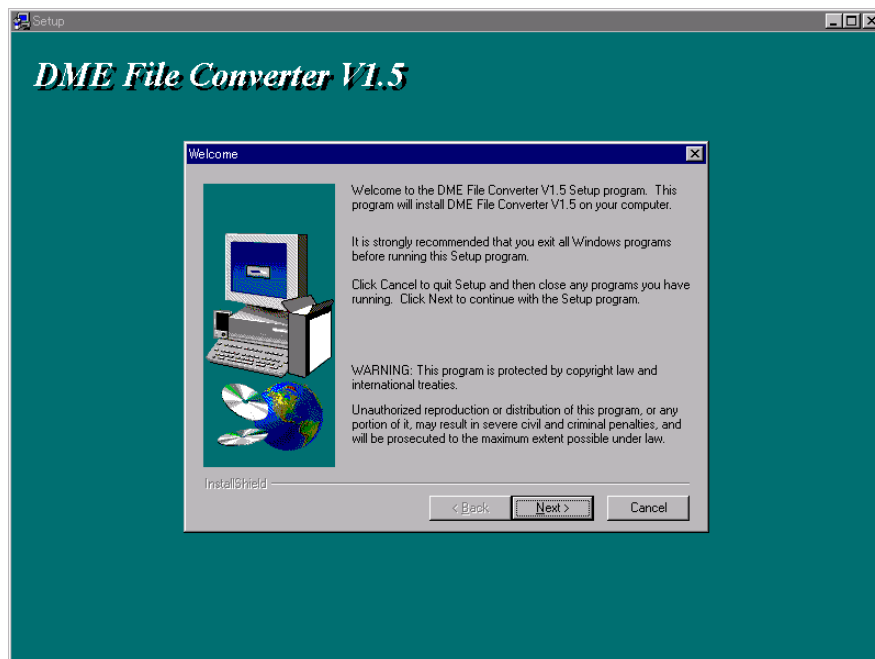 Setup
DME File Converter V1.5
Welcome
Welcome to the DME File Converter V1.5 Setup program.  This
program will install DME File Converter V1.5 on your computer.
It is strongly recommended that you exit all Windows programs
before running this Setup program.
Click Cancel to quit Setup and then close any programs you have
running.  Click Next to continue with the Setup program.
WARNING: This program is protected by copyright law and
international treaties.
Unauthorized reproduction or distribution of this program, or any
portion of it, may result in severe civil and criminal penalties, and
will be prosecuted to the maximum extent possible under law.
InstallShield
< Back
Next >
Cancel